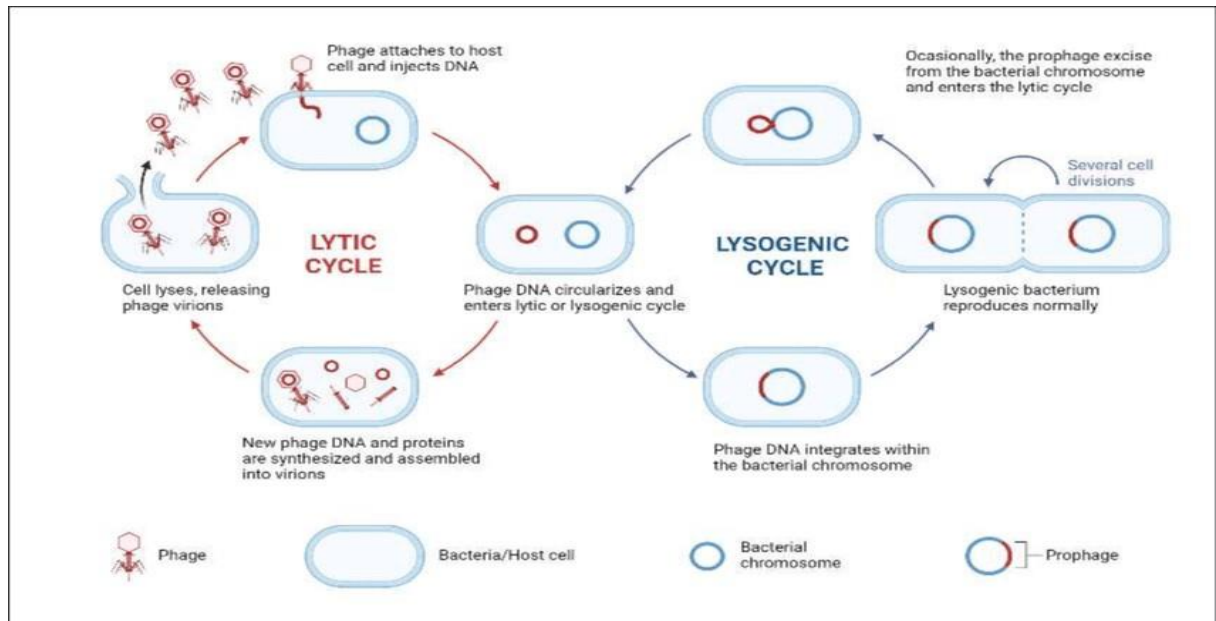 Phage attaches to host
cell and injects DNA
Ocasionally, the prophage excise
from the bacterial chromosome
and enters the lytic cycle
Several cell
divisions
LYTIC
CYCLE
LYSOGENIC
CYCLE
Cell lyses, releasing
phage virions
Phage DNA circularizes and
enters lytic or lysogenic cycle
Lysogenic bacterium
reproduces normally
New phage DNA and proteins
are synthesized and assembled
into virions
Phage DNA integrates within
the bacterial chromosome
Phage
Bacteria/Host cell
Bacterial
chromosome
Prophage